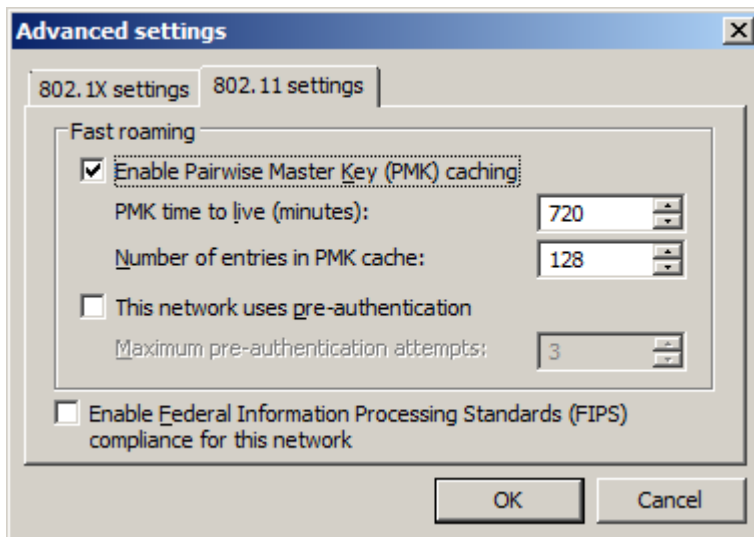 Advanced settings
802.1X settings
802.11 settings
Fast roaming
Enable Pairwise Master Key (PMK) caching
PMK time to live (minutes):
720
Number of entries in PMK cache:
128
This network uses pre-authentication
Maximum pre-authentication attempts:
3
Enable Federal Information Processing Standards (FIPS)
compliance for this network
OK
Cancel